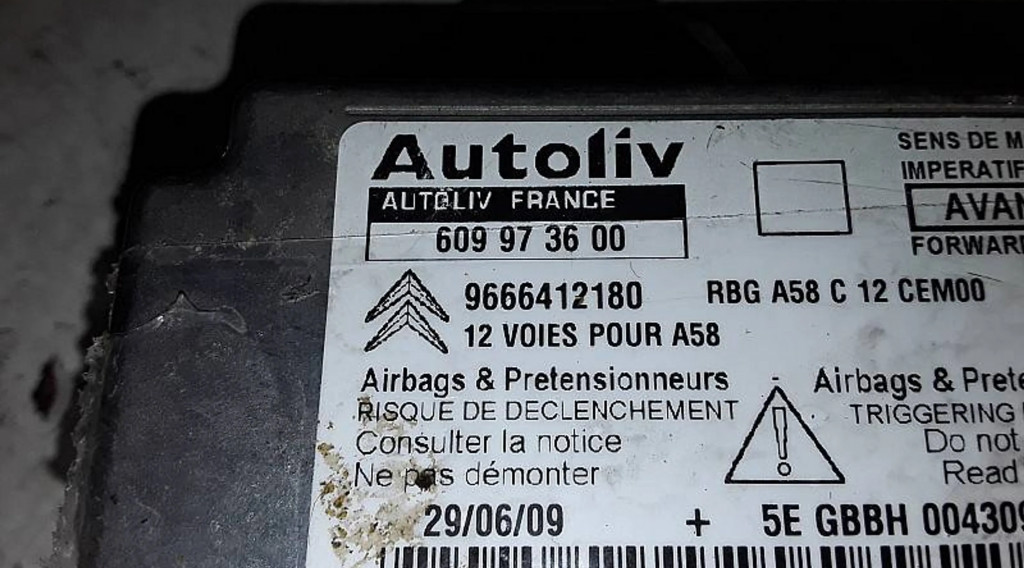 Autoliv
AUTOLIV FRANCE
609 97 36 00
SENS DE
IMPERATIF
FORWAR
9666412180
RBG A58 C 12 CEM00
12 VOIES POUR A58
Airbags & Pretensionneurs
RISQUE DE DECLENCHEMENT
Consulter la notice
Ne pas démonter
Airbags & Prete
TRIGGERING
Do not
Read
29/06/09 + 5E GBBH 004309